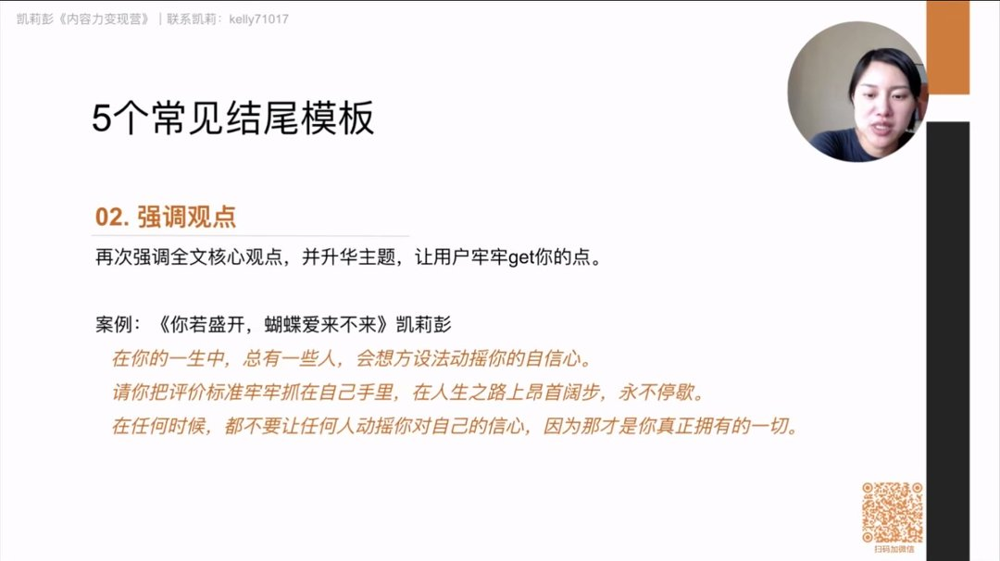 凯莉彭《内容力变现营》｜联系凯莉：kelly71017
5个常见结尾模板
02. 强调观点
再次强调全文核心观点，并升华主题，让用户牢牢get你的点。
案例：《你若盛开，蝴蝶爱来不来》凯莉彭
在你的一生中，总有一些人，会想方设法动摇你的自信心。
请你把评价标准牢牢抓在自己手里，在人生之路上昂首阔步，永不停歇。
在任何时候，都不要让任何人动摇你对自己的信心，因为那才是你真正拥有的一切。
扫码加微信